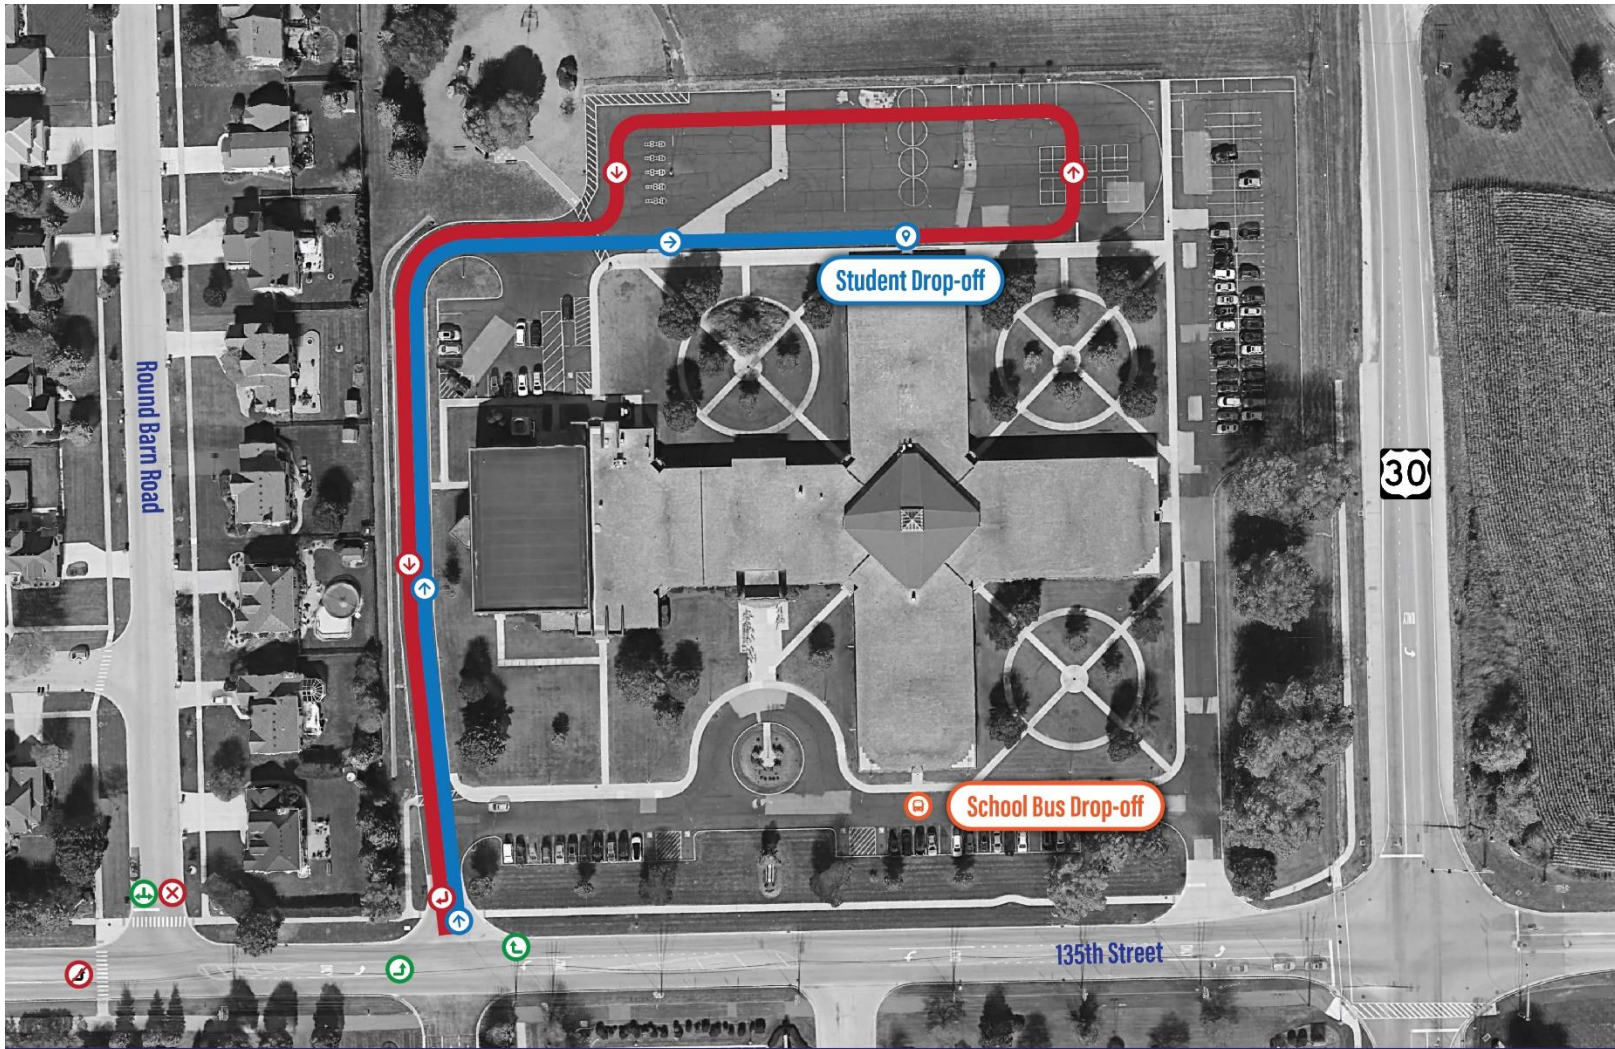 Student Drop-off
Round Barn Road
30
School Bus Drop-off
135th Street